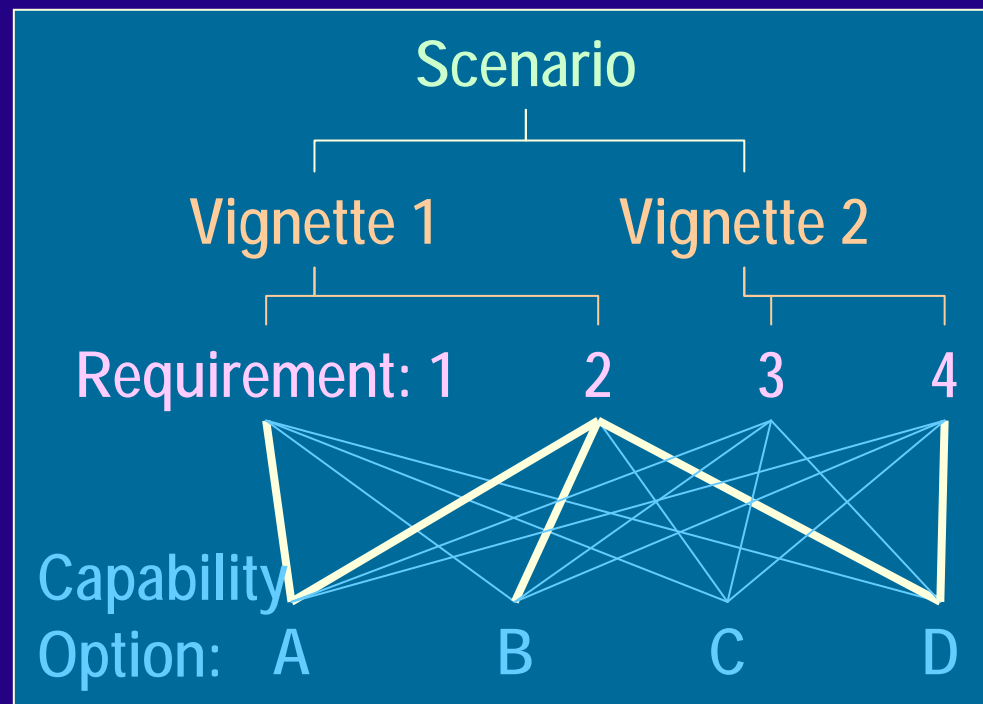 Scenario
Vignette 1 Vignette 2
Requirement: 1 2 3 4
Capability
Option: A B C D